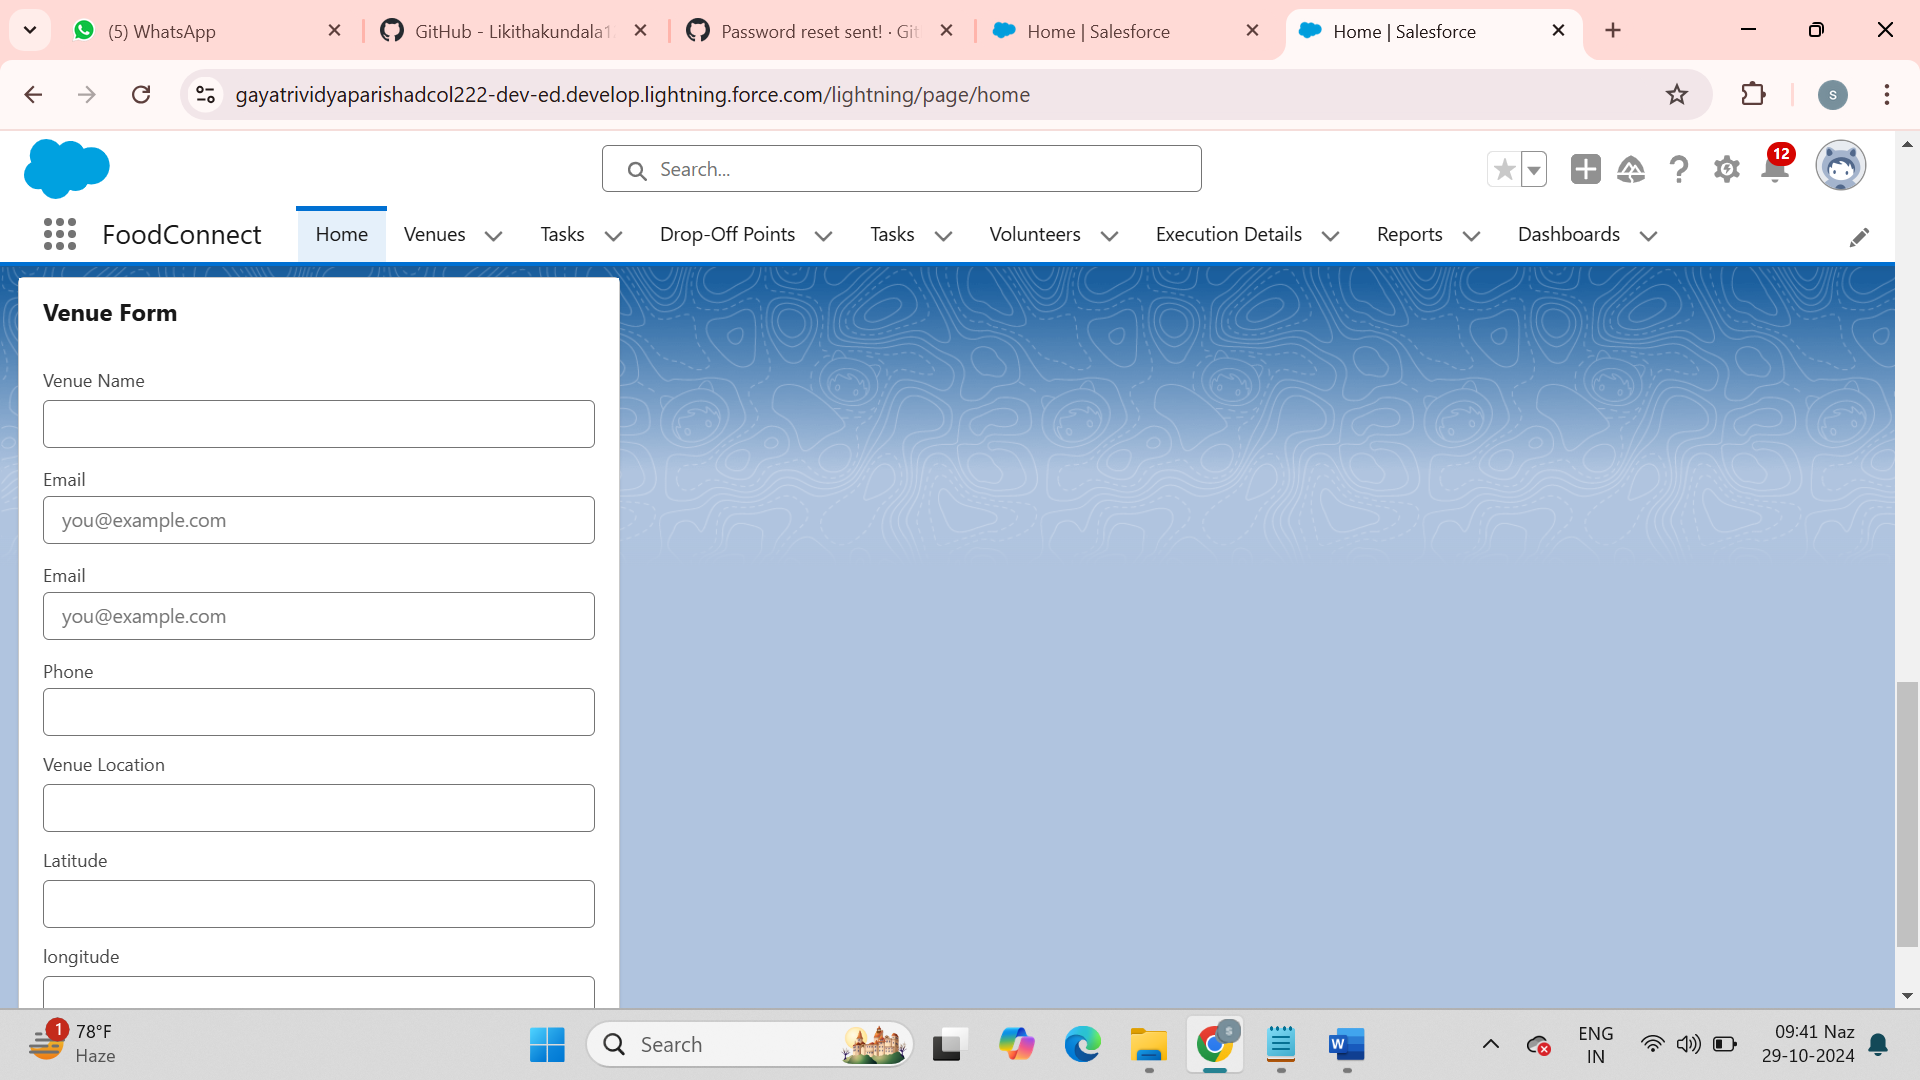 (5) WhatsApp
GitHub - Likithakundala1
Password reset sent! · Git
Home | Salesforce
Home | Salesforce
gayatrividyaparishadcol222-dev-ed.develop.lightning.force.com/lightning/page/home
S
Search...
12
FoodConnect
Home
Venues
Tasks
Drop-Off Points
Tasks
Volunteers
Execution Details
Reports
Dashboards
Venue Form
Venue Name
Email
you@example.com
Email
you@example.com
Phone
Venue Location
Latitude
longitude
1
78°F
Haze
Search
S
W
ENG
IN
09:41 Naz
29-10-2024